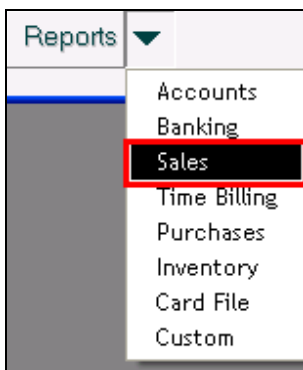 Reports
Accounts
Banking
Sales
Time Billing
Purchases
Inventory
Card File
Custom